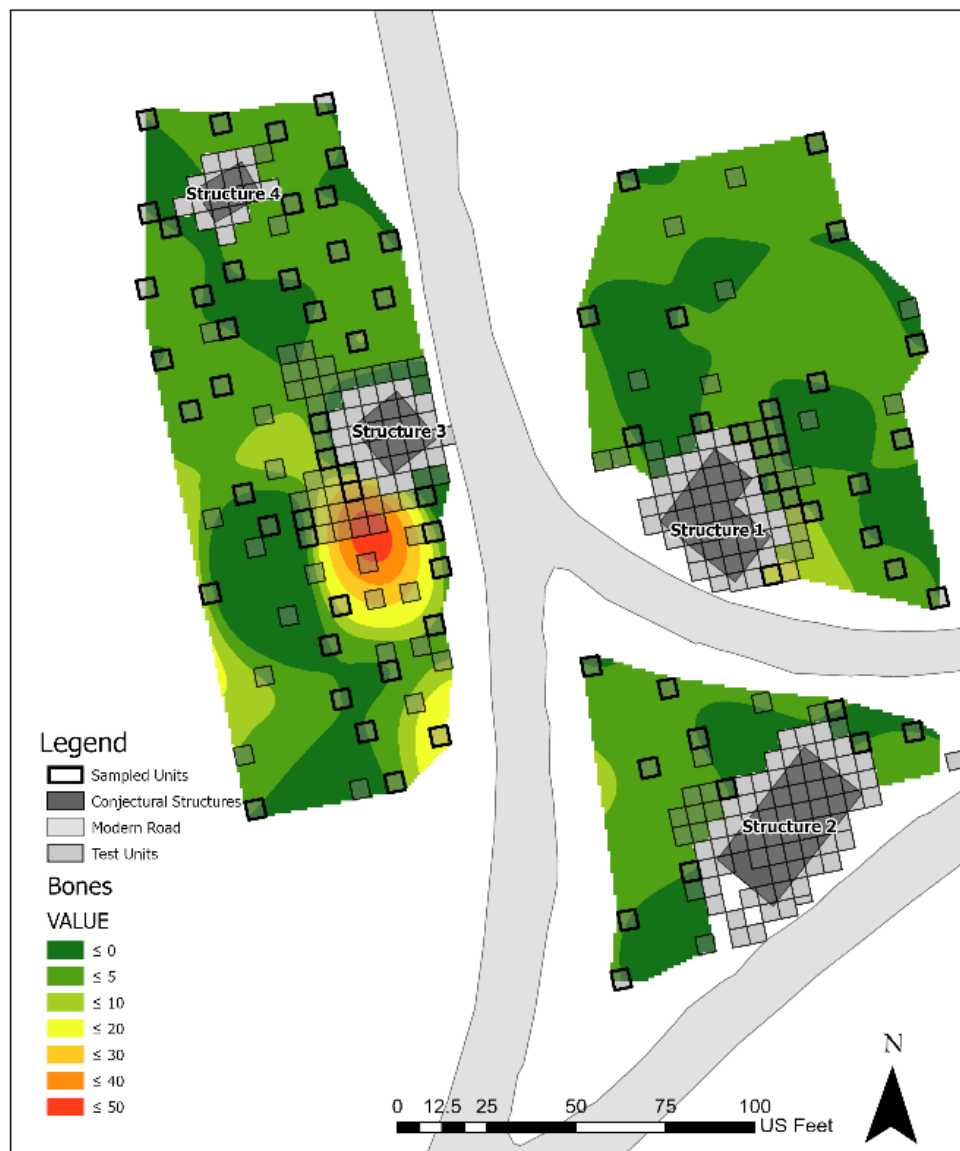 Structure 4
Structure 3
Structure 1
Structure 2
Legend
Sampled Units
Conjectural Structures
Modern Road
Test Units
Bones
VALUE
≤ 0
≤ 5
≤ 10
≤ 20
≤ 30
≤ 40
≤ 50
N
0 12.5 25 50 75 100
US Feet